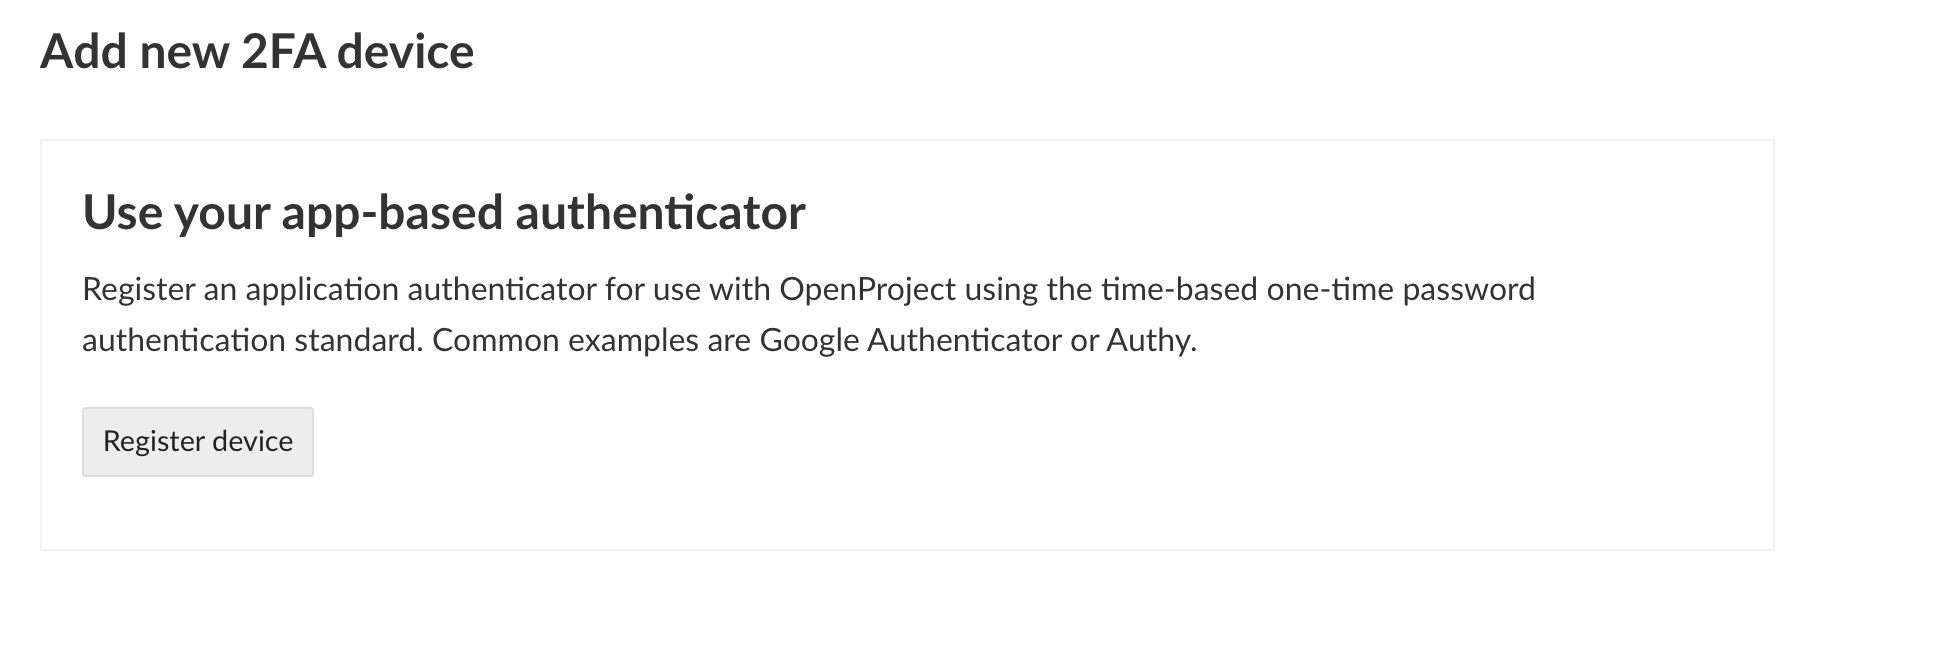 Add new 2FA device
Use your app-based authenticator
Register an application authenticator for use with OpenProject using the time-based one-time password
authentication standard. Common examples are Google Authenticator or Authy.
Register device